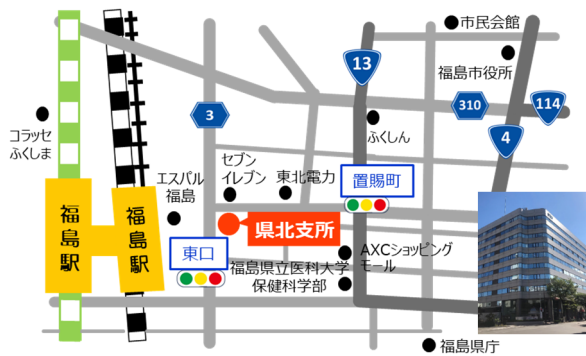 市民会館
13
福島市役所
310
114
3
4
コラッセ
ふくしま
ふくしん
セブン
イレブン
東北電力
置賜町
エスパル
福島
福島駅
福島駅
県北支所
東口
AXCショッピング
モール
福島県立医科大学
保健科学部
福島県庁